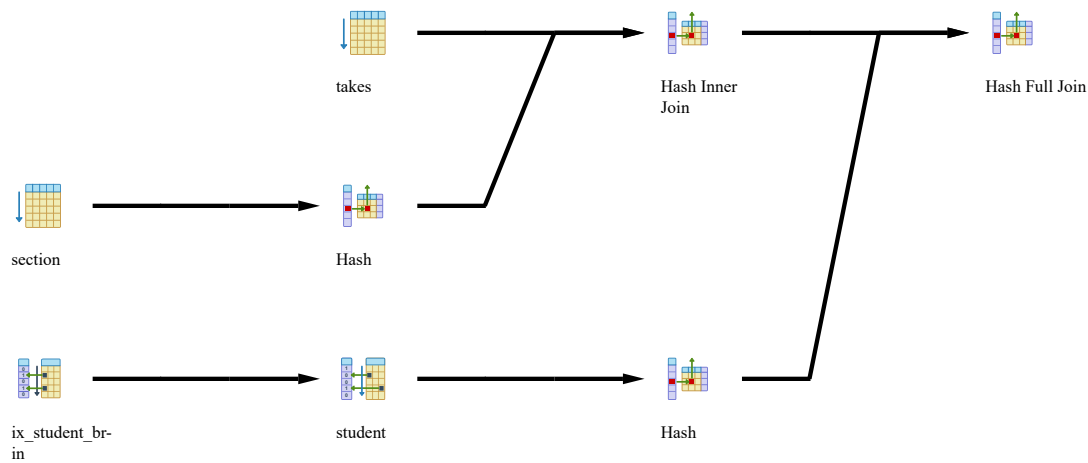 takes
Hash Inner
Join
Hash Full Join
section
Hash
ix_student_br-
in
student
Hash